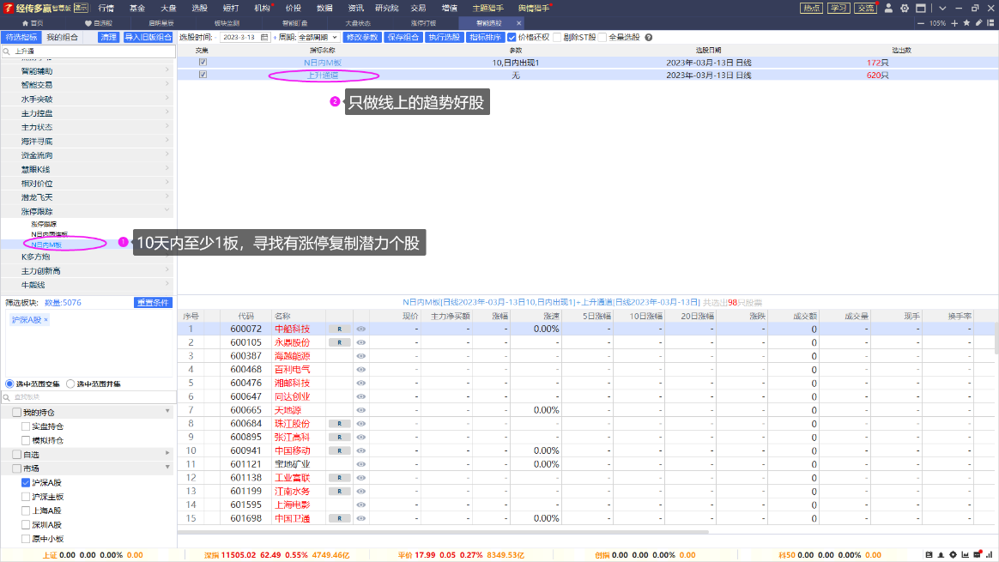 经传多赢 智尊版 演示 行情 基金 大盘 选股 短打 机构 价投 数据 资讯 研究院 交易 增值 主题猎手 舆情猎手 热点 学习 交流
首页 自选股 启明星辰 板块监测 智能盯盘 大盘状态 涨停打板 智能选股 × 105%
待选指标 我的组合 清理 导入旧版组合 选股时间: 2023-3-13 + 周期: 全部周期 修改参数 保存组合 执行选股 指标排序 价格还权 剔除ST股 全量选股
上升通
交集 指标名称 参数 选股日期 选出数
N日内M板 10,日内出现1 2023年-03月-13日 日线 172只
上升通道 无 2023年-03月-13日 日线 620只
2 只做线上的趋势好股
智能辅助
智能交易
水手突破
主力控盘
主力状态
海洋寻底
资金流向
慧眼K线
相对价位
潜龙飞天
涨停跟踪
涨停跟踪
N日内两连板
N日内M板
1 10天内至少1板，寻找有涨停复制潜力个股
K多方炮
主力创新高
牛能线
筛选板块: 数量:5076 重置条件
沪深A股 ×
选中范围交集 选中范围并集
查找板块
我的持仓
实盘持仓
模拟持仓
自选
市场
沪深A股
沪深主板
上海A股
深圳A股
原中小板
N日内M板[日线2023年-03月-13日10,日内出现1]+上升通道[日线2023年-03月-13日] 共选出98只股票
序号 代码 名称 现价 主力净买额 涨幅 涨速 5日涨幅 10日涨幅 20日涨幅 涨跌 成交额 成交量 现手 换手率
1 600072 中船科技 R - - - 0.00% - - - - 0 - - -
2 600105 永鼎股份 R - - - - - - - - 0 - - -
3 600387 海越能源 - - - - - - - - 0 - - -
4 600468 百利电气 - - - - - - - - 0 - - -
5 600476 湘邮科技 - - - - - - - - 0 - - -
6 600647 同达创业 - - - - - - - - 0 - - -
7 600665 天地源 - - - 0.00% - - - - 0 - - -
8 600684 珠江股份 R - - - - - - - - 0 - - -
9 600895 张江高科 R - - - - - - - - 0 - - -
10 600941 中国移动 R - - - 0.00% - - - - 0 - - -
11 601121 宝地矿业 - - - 0.00% - - - - 0 - - -
12 601138 工业富联 R - - - - - - - - 0 - - -
13 601199 江南水务 R - - - - - - - - 0 - - -
14 601595 上海电影 - - - - - - - - 0 - - -
15 601698 中国卫通 R - - - 0.00% - - - - 0 - - -
上证 0.00 0.00 0.00% 0.00 深指 11505.02 62.49 0.55% 4749.46亿 平价 17.99 0.05 0.27% 8349.53亿 创指 0.00 0.00 0.00% 0.00 科50 0.00 0.00 0.00% 0.00